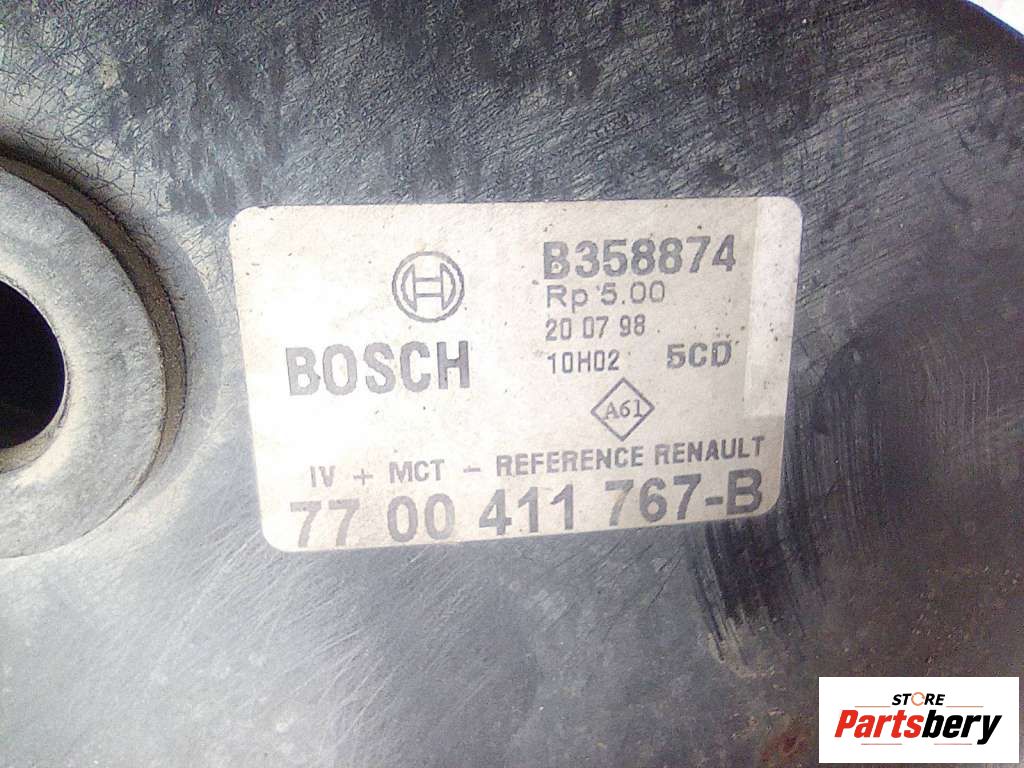 B358874
Rp 5.00
20 07 98
10H02 5CD
BOSCH
A61
IV + MCT - REFERENCE RENAULT
77 00 411 767-B
STORE
Partsbery